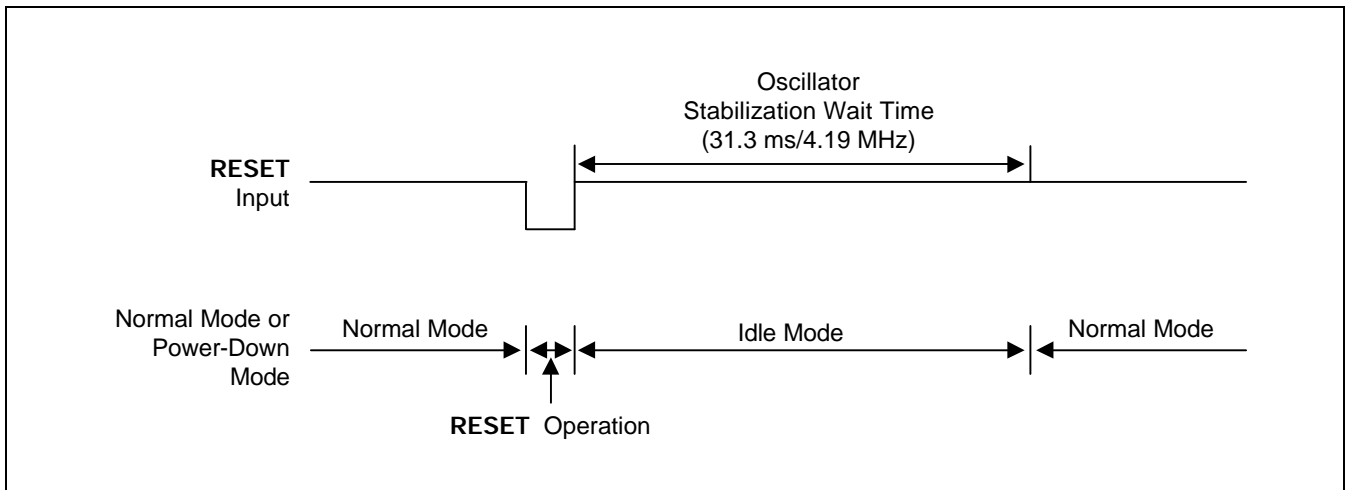 Oscillator
Stabilization Wait Time
(31.3 ms/4.19 MHz)
RESET
Input
Normal Mode or
Power-Down
Mode
Normal Mode
Idle Mode
Normal Mode
RESET Operation